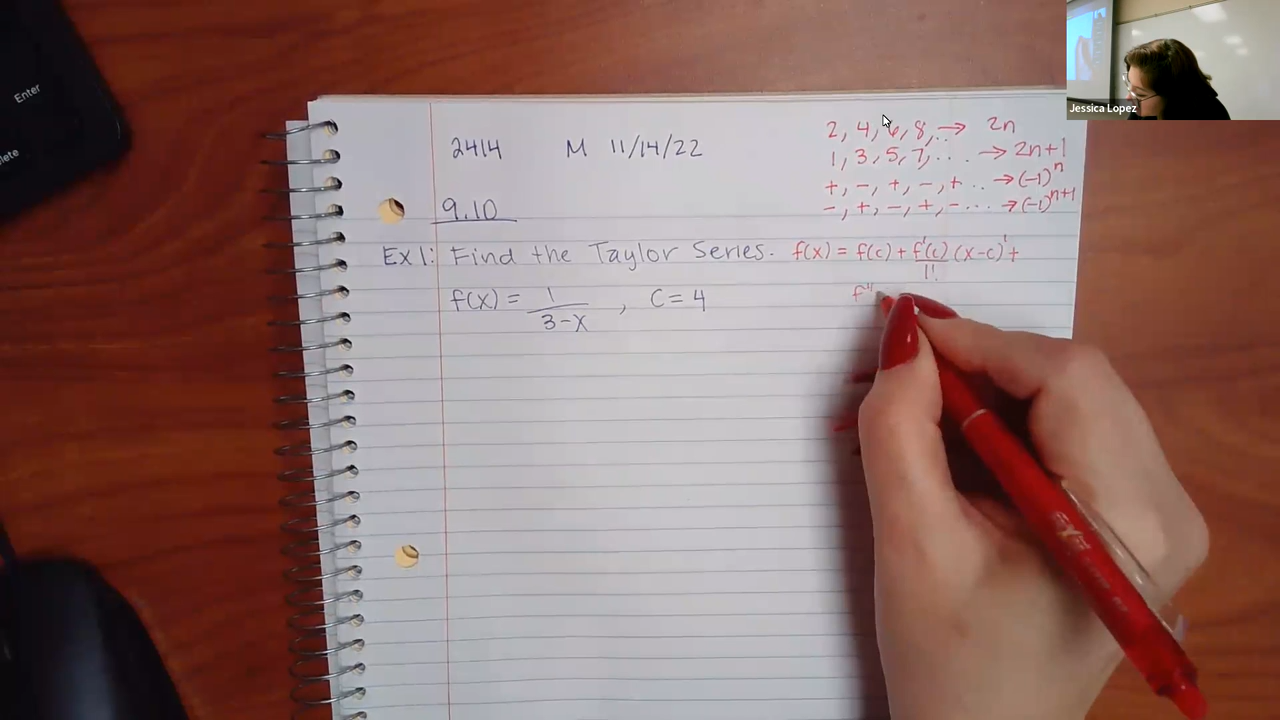 Enter
lete
Jessica Lopez
2414 M 11/14/22
2, 4, 6, 8, ... → 2n
1, 3, 5, 7, ... → 2n+1
+, -, +, -, + ... → (-1)^n
-, +, -, +, - ... → (-1)^{n+1}
9.10
Ex 1: Find the Taylor Series. f(x) = f(c) + f'(c)/1! (x-c)^1 +
f(x) = 1/(3-x) , C = 4
f"